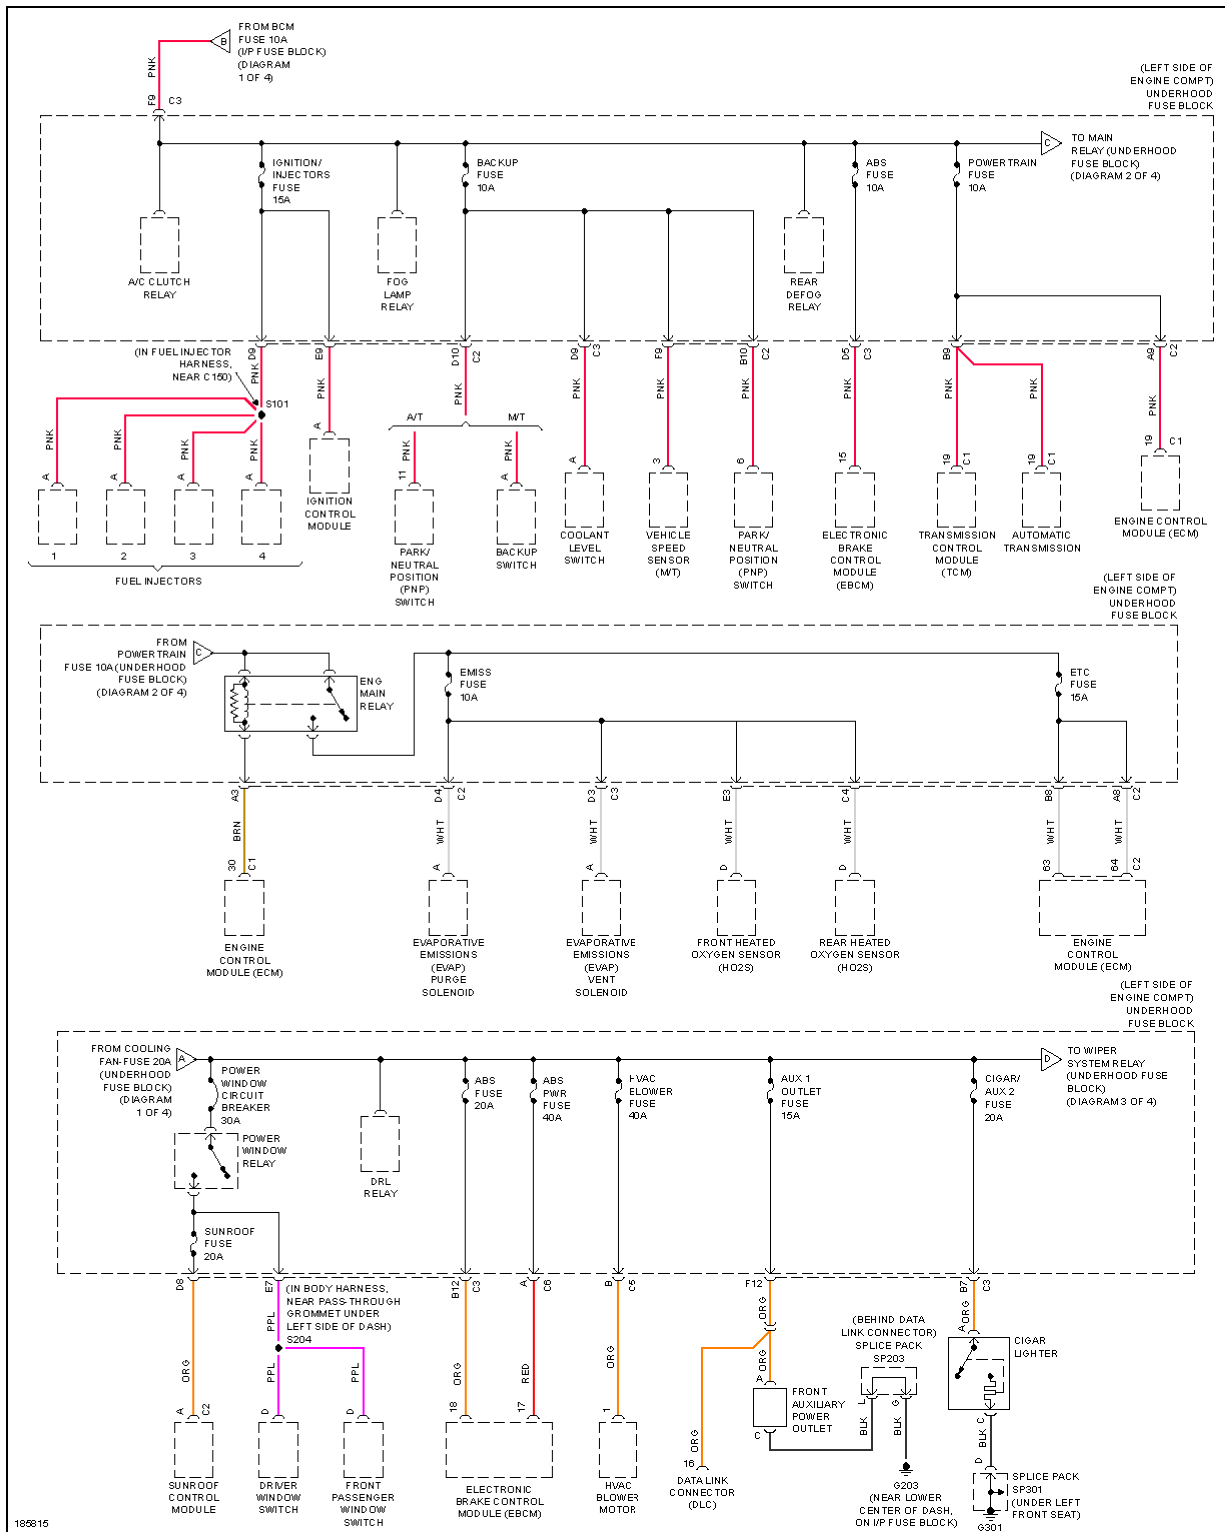 FROM BCM
FUSE 10A
(I/P FUSE BLOCK)
(DIAGRAM
1 OF 4)
B
PNK
F9
C3
(LEFT SIDE OF
ENGINE COMPT)
UNDERHOOD
FUSE BLOCK
IGNITION/
INJECTORS
FUSE
15A
BACKUP
FUSE
10A
ABS
FUSE
10A
POWERTRAIN
FUSE
10A
C
TO MAIN
RELAY (UNDERHOOD
FUSE BLOCK)
(DIAGRAM 2 OF 4)
A/C CLUTCH
RELAY
FOG
LAMP
RELAY
REAR
DEFOG
RELAY
(IN FUEL INJECTOR
HARNESS,
NEAR C150)
D9
E9
D10
C2
D9
C3
F9
B10
C2
D5
C3
B9
A9
C2
PNK
PNK
PNK
PNK
PNK
PNK
PNK
PNK
PNK
PNK
S101
A/T
M/T
PNK
PNK
PNK
PNK
PNK
PNK
A
A
A
A
A
11
A
A
3
6
15
19
C1
19
C1
19
C1
1
2
3
4
FUEL INJECTORS
IGNITION
CONTROL
MODULE
PARK/
NEUTRAL
POSITION
(PNP)
SWITCH
BACKUP
SWITCH
COOLANT
LEVEL
SWITCH
VEHICLE
SPEED
SENSOR
(M/T)
PARK/
NEUTRAL
POSITION
(PNP) SWITCH
ELECTRONIC
BRAKE
CONTROL
MODULE
(EBCM)
TRANSMISSION
CONTROL
MODULE
(TCM)
AUTOMATIC
TRANSMISSION
ENGINE CONTROL
MODULE (ECM)
(LEFT SIDE OF
ENGINE COMPT)
UNDERHOOD
FUSE BLOCK
FROM
POWERTRAIN
FUSE 10A (UNDERHOOD
FUSE BLOCK)
(DIAGRAM 2 OF 4)
C
ENG
MAIN
RELAY
EMISS
FUSE
10A
ETC
FUSE
15A
A3
D4
C2
D3
C3
E3
C4
B8
A8
C2
BRN
WHT
WHT
WHT
WHT
WHT
WHT
30
C1
A
A
D
D
63
64
C2
ENGINE
CONTROL
MODULE (ECM)
EVAPORATIVE
EMISSIONS
(EVAP)
PURGE
SOLENOID
EVAPORATIVE
EMISSIONS
(EVAP)
VENT
SOLENOID
FRONT HEATED
OXYGEN SENSOR
(HO2S)
REAR HEATED
OXYGEN SENSOR
(HO2S)
ENGINE
CONTROL
MODULE (ECM)
(LEFT SIDE OF
ENGINE COMPT)
UNDERHOOD
FUSE BLOCK
FROM COOLING
FAN-FUSE 20A
(UNDERHOOD
FUSE BLOCK)
(DIAGRAM
1 OF 4)
A
POWER
WINDOW
CIRCUIT
BREAKER
30A
POWER
WINDOW
RELAY
DRL
RELAY
ABS
FUSE
20A
ABS
PWR
FUSE
40A
HVAC
BLOWER
FUSE
40A
AUX 1
OUTLET
FUSE
15A
CIGAR/
AUX 2
FUSE
20A
D
TO WIPER
SYSTEM RELAY
(UNDERHOOD FUSE
BLOCK)
(DIAGRAM 3 OF 4)
SUNROOF
FUSE
20A
D8
E7
B12
C3
A
C6
B
C5
F12
B7
C3
(IN BODY HARNESS,
NEAR PASS-THROUGH
GROMMET UNDER
LEFT SIDE OF DASH)
S204
PPL
ORG
PPL
PPL
ORG
RED
ORG
ORG
ORG
ORG
ORG
A
CIGAR
LIGHTER
(BEHIND DATA
LINK CONNECTOR)
SPLICE PACK
SP203
A
FRONT
AUXILIARY
POWER
OUTLET
C
L
G
BLK
BLK
C
BLK
D
A
C2
D
D
18
17
1
16
SUNROOF
CONTROL
MODULE
DRIVER
WINDOW
SWITCH
FRONT
PASSENGER
WINDOW
SWITCH
ELECTRONIC
BRAKE CONTROL
MODULE (EBCM)
HVAC
BLOWER
MOTOR
DATA LINK
CONNECTOR
(DLC)
G203
(NEAR LOWER
CENTER OF DASH,
ON I/P FUSE BLOCK)
SPLICE PACK
SP301
(UNDER LEFT
FRONT SEAT)
G301
185815